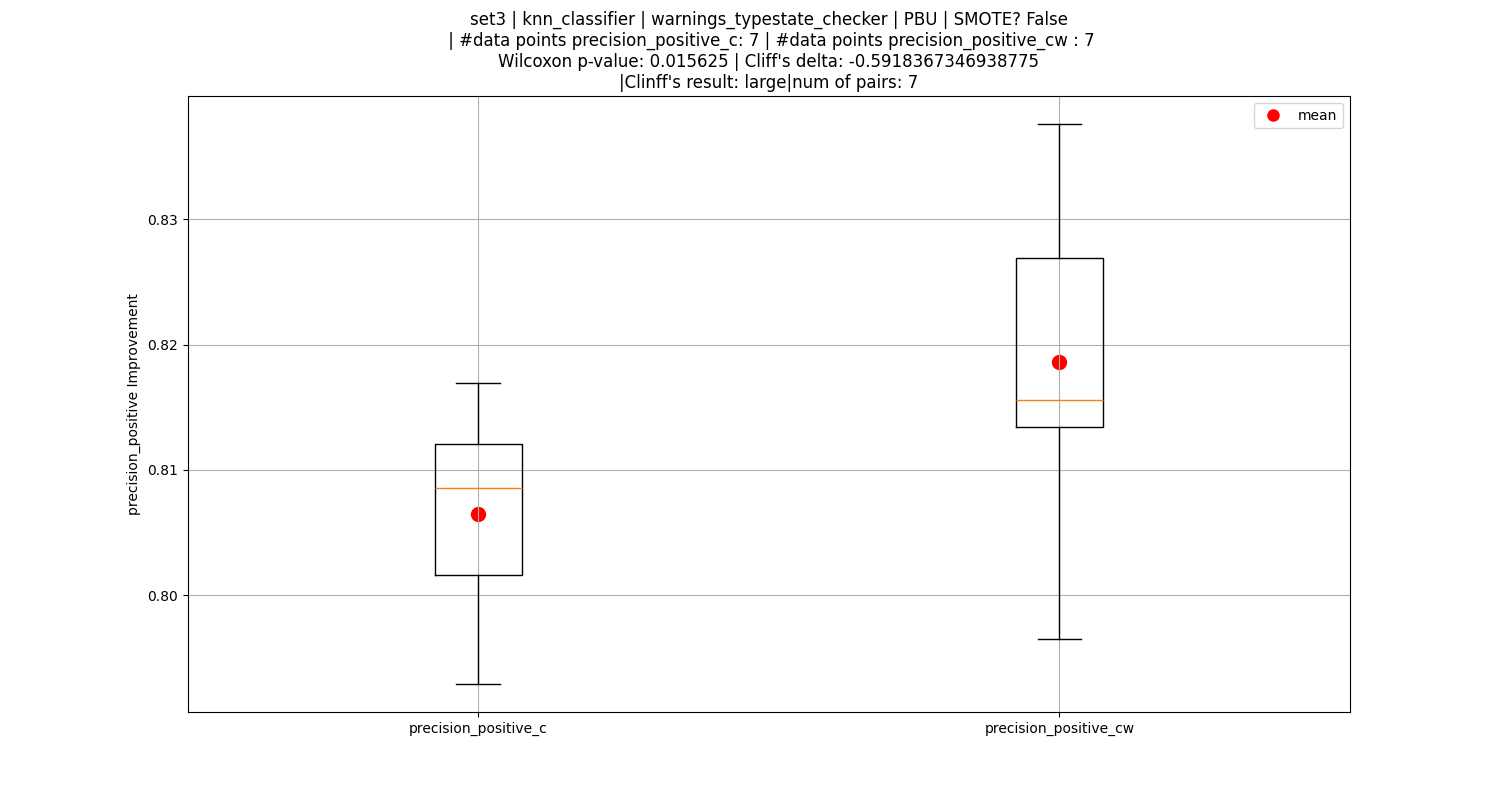 set3 | knn_classifier | warnings_typestate_checker | PBU | SMOTE? False
| #data points precision_positive_c: 7 | #data points precision_positive_cw : 7
Wilcoxon p-value: 0.015625 | Cliff's delta: -0.5918367346938775
|Clinff's result: large|num of pairs: 7
mean
0.83
0.82
0.81
0.80
precision_positive Improvement
precision_positive_c
precision_positive_cw